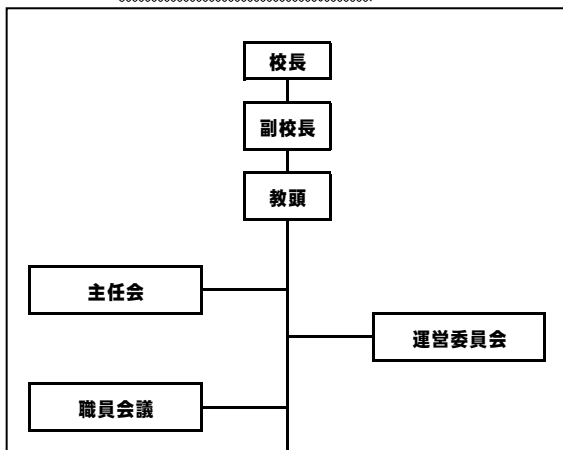 校長
副校長
教頭
主任会
運営委員会
職員会議